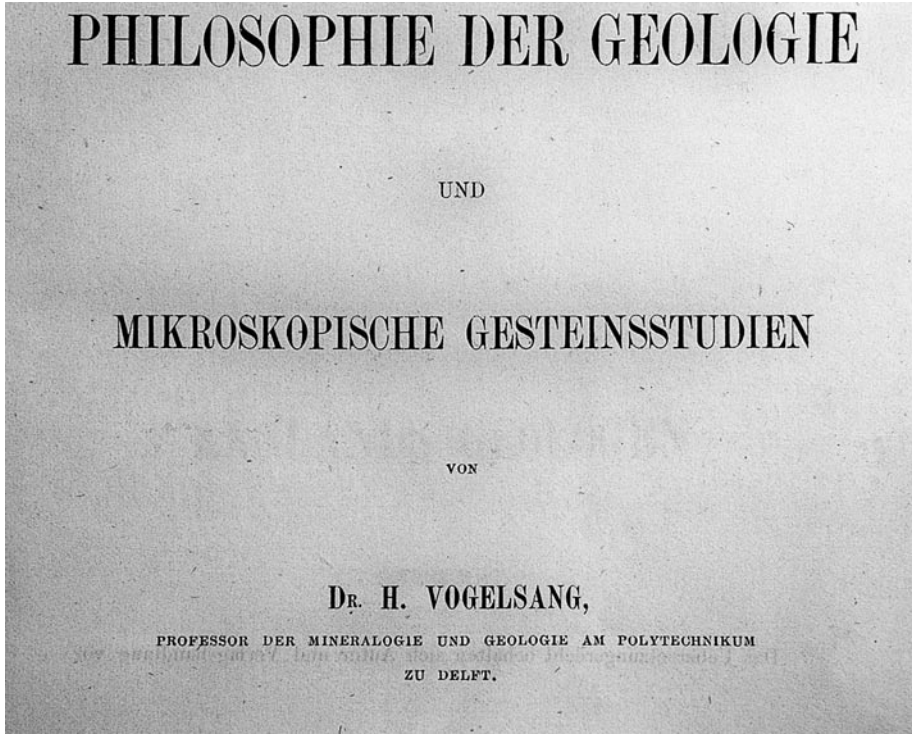 PHILOSOPHIE DER GEOLOGIE
UND
MIKROSKOPISCHE GESTEINSSTUDIEN
VON
DR. H. VOGELSANG,
PROFESSOR DER MINERALOGIE UND GEOLOGIE AM POLYTECHNIKUM
ZU DELFT.